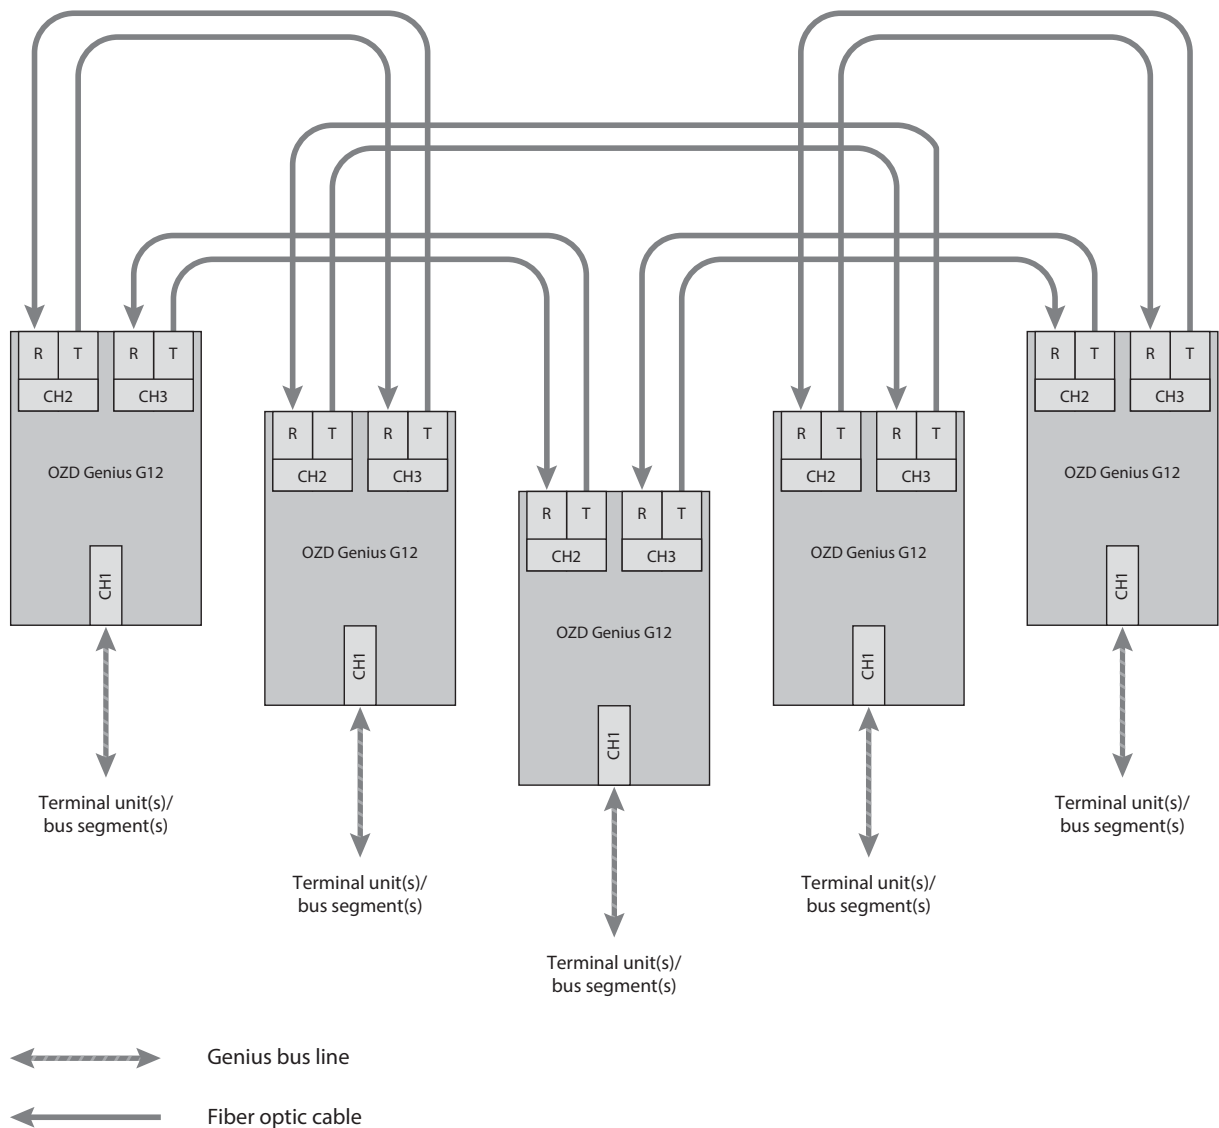 R T R T
CH2 CH3
OZD Genius G12
CH1
Terminal unit(s)/
bus segment(s)
R T R T
CH2 CH3
OZD Genius G12
CH1
Terminal unit(s)/
bus segment(s)
R T R T
CH2 CH3
OZD Genius G12
CH1
Terminal unit(s)/
bus segment(s)
R T R T
CH2 CH3
OZD Genius G12
CH1
Terminal unit(s)/
bus segment(s)
R T R T
CH2 CH3
OZD Genius G12
CH1
Terminal unit(s)/
bus segment(s)
Genius bus line
Fiber optic cable